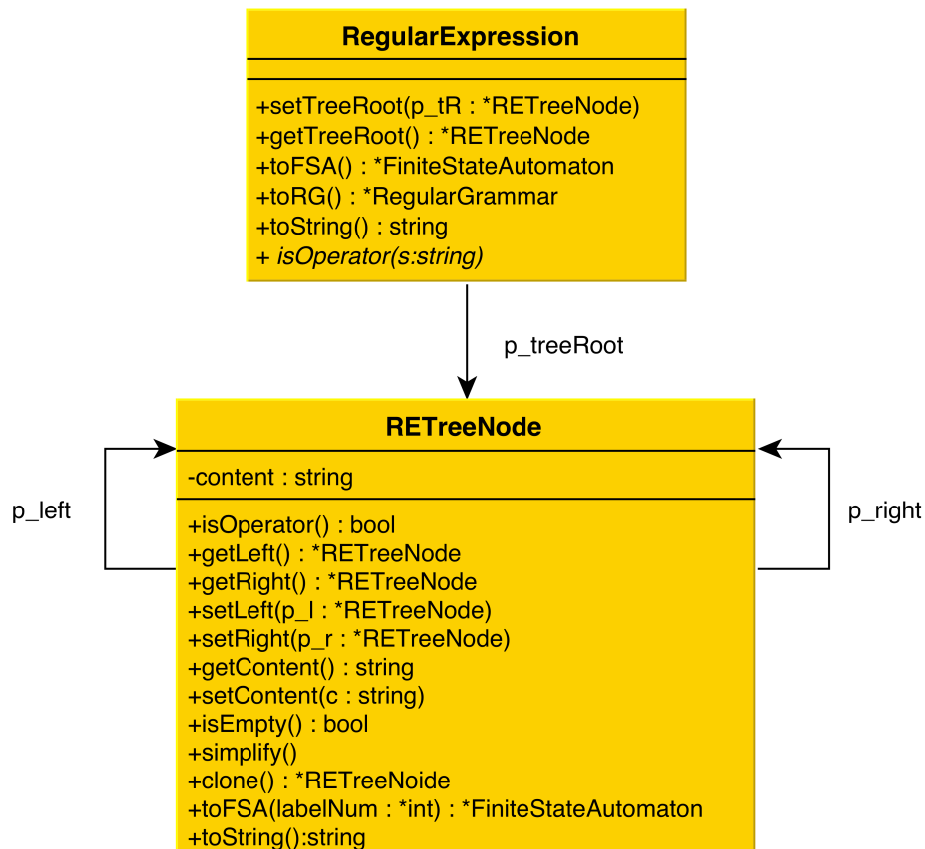 RegularExpression
+setTreeRoot(p_tR : *RETreeNode)
+getTreeRoot() : *RETreeNode
+toFSA() : *FiniteStateAutomaton
+toRG() : *RegularGrammar
+toString() : string
+ isOperator(s:string)
p_treeRoot
RETreeNode
-content : string
p_left
p_right
+isOperator() : bool
+getLeft() : *RETreeNode
+getRight() : *RETreeNode
+setLeft(p_l : *RETreeNode)
+setRight(p_r : *RETreeNode)
+getContent() : string
+setContent(c : string)
+isEmpty() : bool
+simplify()
+clone() : *RETreeNoide
+toFSA(labelNum : *int) : *FiniteStateAutomaton
+toString():string